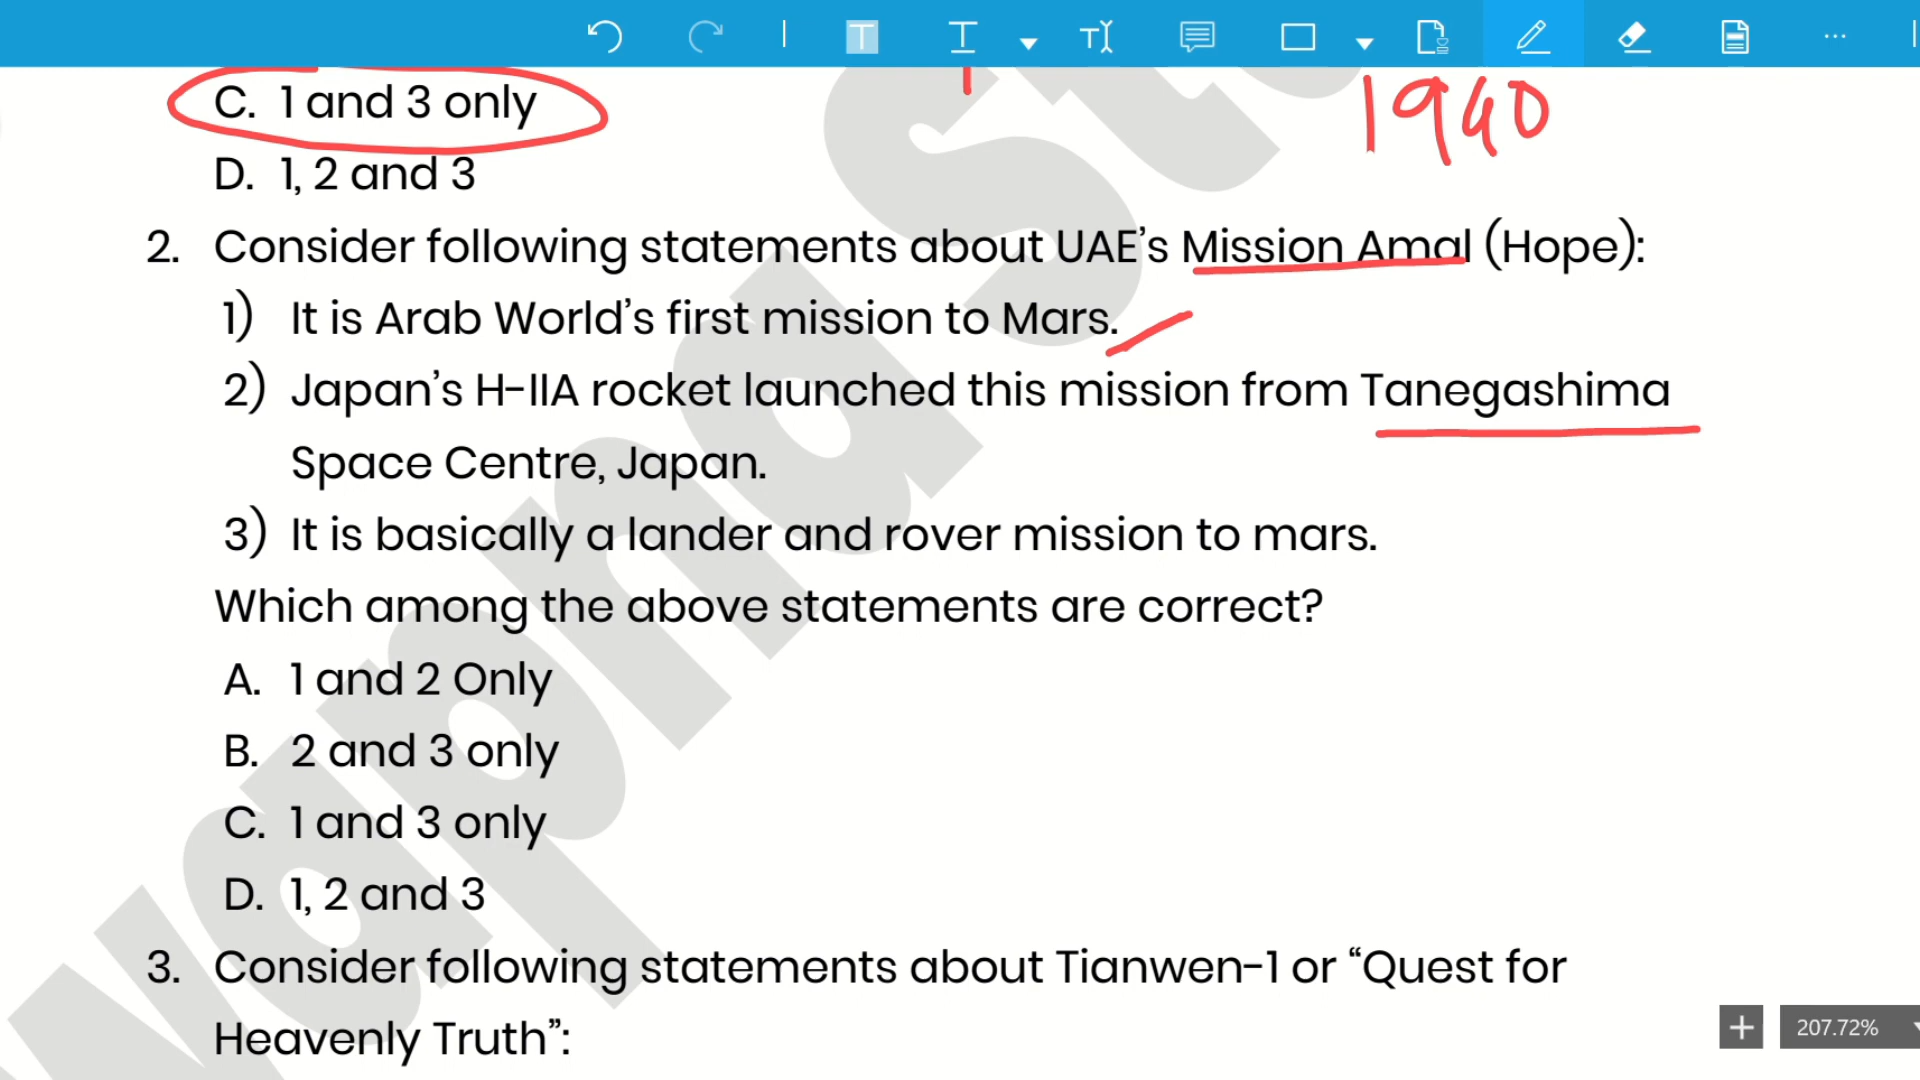 C. 1 and 3 only
1940
D. 1, 2 and 3
2. Consider following statements about UAE's Mission Amal (Hope):
1) It is Arab World's first mission to Mars.
2) Japan's H-IIA rocket launched this mission from Tanegashima
Space Centre, Japan.
3) It is basically a lander and rover mission to mars.
Which among the above statements are correct?
A. 1 and 2 Only
B. 2 and 3 only
C. 1 and 3 only
D. 1, 2 and 3
3. Consider following statements about Tianwen-1 or “Quest for
Heavenly Truth”:
207.72%